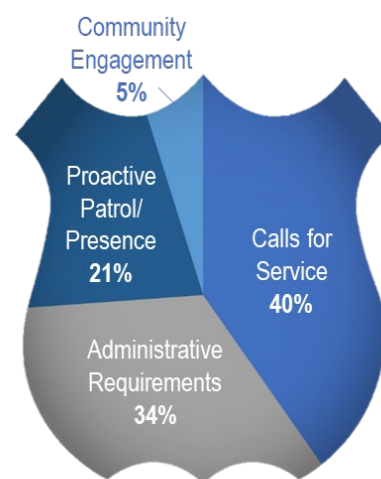 Community
Engagement
5%
Proactive
Patrol/
Presence
21%
Calls for
Service
40%
Administrative
Requirements
34%